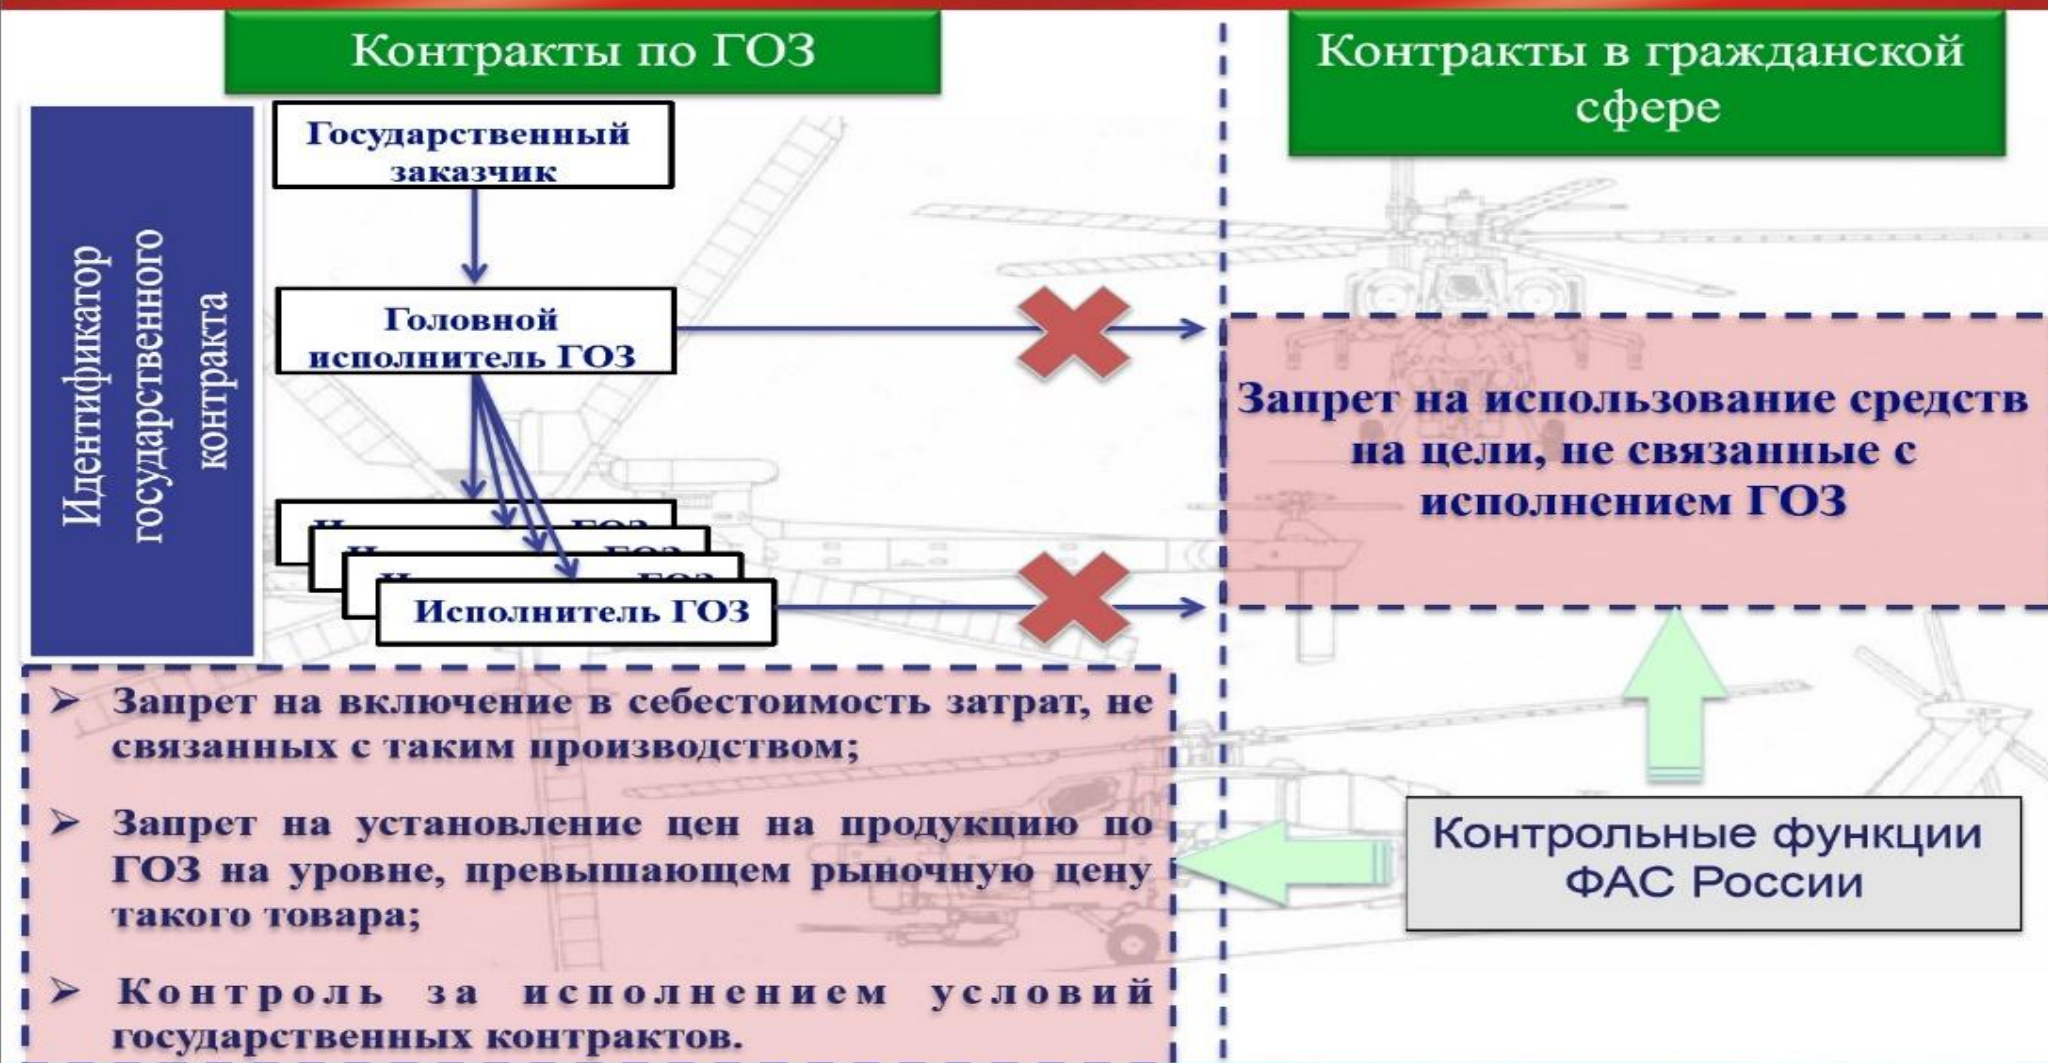 Контракты по ГОЗ
Контракты в гражданской
сфере
Идентификатор
государственного
контракта
Государственный
заказчик
Головной
исполнитель ГОЗ
ГОЗ
ГОЗ
ГОЗ
Исполнитель ГОЗ
Запрет на использование средств
на цели, не связанные с
исполнением ГОЗ
Запрет на включение в себестоимость затрат, не
связанных с таким производством;
Запрет на установление цен на продукцию по
ГОЗ на уровне, превышающем рыночную цену
такого товара;
Контроль за исполнением условий
государственных контрактов.
Контрольные функции
ФАС России